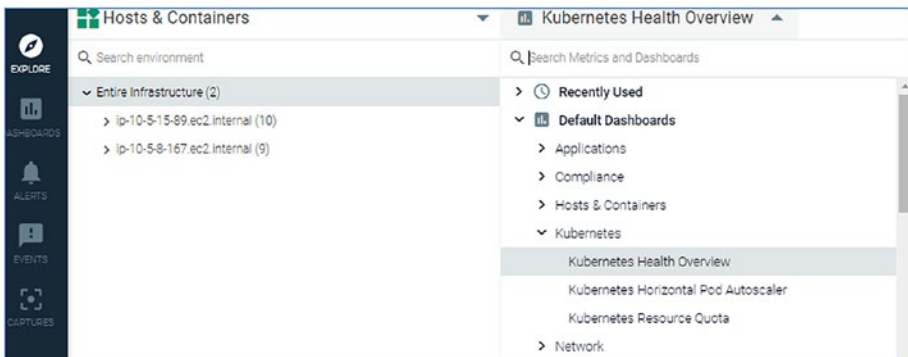 Hosts & Containers
Kubernetes Health Overview
EXPLORE
Search environment
Search Metrics and Dashboards
Entire Infrastructure (2)
Recently Used
ip-10-5-15-89.ec2.internal (10)
Default Dashboards
DASHBOARDS
ip-10-5-8-167.ec2.internal (9)
Applications
Compliance
ALERTS
Hosts & Containers
Kubernetes
EVENTS
Kubernetes Health Overview
Kubernetes Horizontal Pod Autoscaler
CAPTURES
Kubernetes Resource Quota
Network